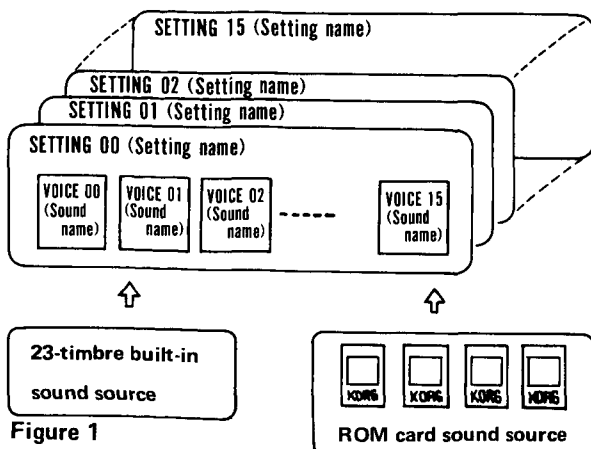 SETTING 15 (Setting name)
SETTING 02 (Setting name)
SETTING 01 (Setting name)
SETTING 00 (Setting name)
VOICE 00
(Sound
name)
VOICE 01
(Sound
name)
VOICE 02
(Sound
name)
VOICE 15
(Sound
name)
23-timbre built-in
sound source
KORG KORG KORG KORG
ROM card sound source
Figure 1